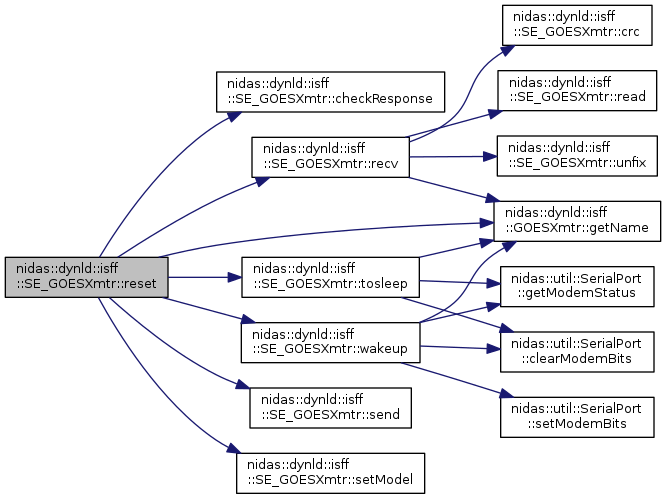 nidas::dynld::isff
::SE_GOESXmtr::reset
nidas::dynld::isff
::SE_GOESXmtr::checkResponse
nidas::dynld::isff
::SE_GOESXmtr::recv
nidas::dynld::isff
::SE_GOESXmtr::crc
nidas::dynld::isff
::SE_GOESXmtr::read
nidas::dynld::isff
::SE_GOESXmtr::unfix
nidas::dynld::isff
::GOESXmtr::getName
nidas::dynld::isff
::SE_GOESXmtr::tosleep
nidas::util::SerialPort
::getModemStatus
nidas::dynld::isff
::SE_GOESXmtr::wakeup
nidas::util::SerialPort
::clearModemBits
nidas::util::SerialPort
::setModemBits
nidas::dynld::isff
::SE_GOESXmtr::send
nidas::dynld::isff
::SE_GOESXmtr::setModel